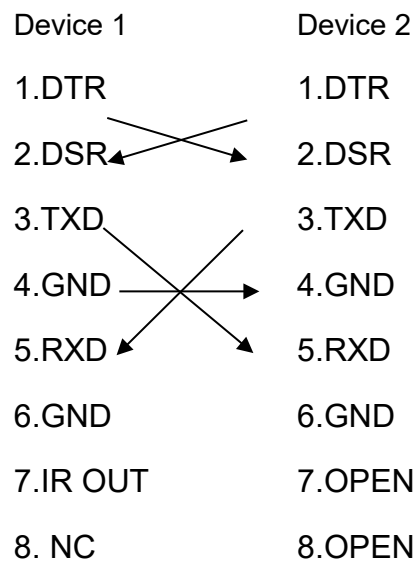 Device 1 Device 2
1.DTR 1.DTR
2.DSR 2.DSR
3.TXD 3.TXD
4.GND 4.GND
5.RXD 5.RXD
6.GND 6.GND
7.IR OUT 7.OPEN
8. NC 8.OPEN